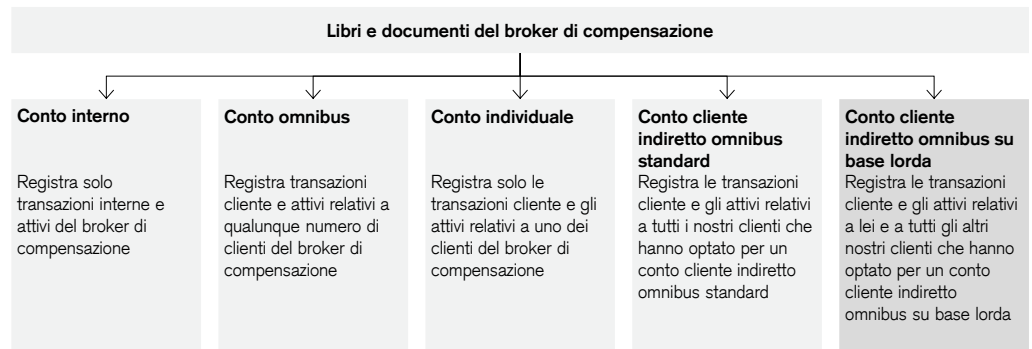 Libri e documenti del broker di compensazione
Conto interno
Registra solo
transazioni interne e
attivi del broker di
compensazione
Conto omnibus
Registra transazioni
cliente e attivi relativi a
qualunque numero di
clienti del broker di
compensazione
Conto individuale
Registra solo le
transazioni cliente e gli
attivi relativi a uno dei
clienti del broker di
compensazione
Conto cliente
indiretto omnibus
standard
Registra le transazioni
cliente e gli attivi relativi
a tutti i nostri clienti che
hanno optato per un
conto cliente indiretto
omnibus standard
Conto cliente
indiretto omnibus su
base lorda
Registra le transazioni
cliente e gli attivi relativi
a lei e a tutti gli altri
nostri clienti che hanno
optato per un conto
cliente indiretto
omnibus su base lorda